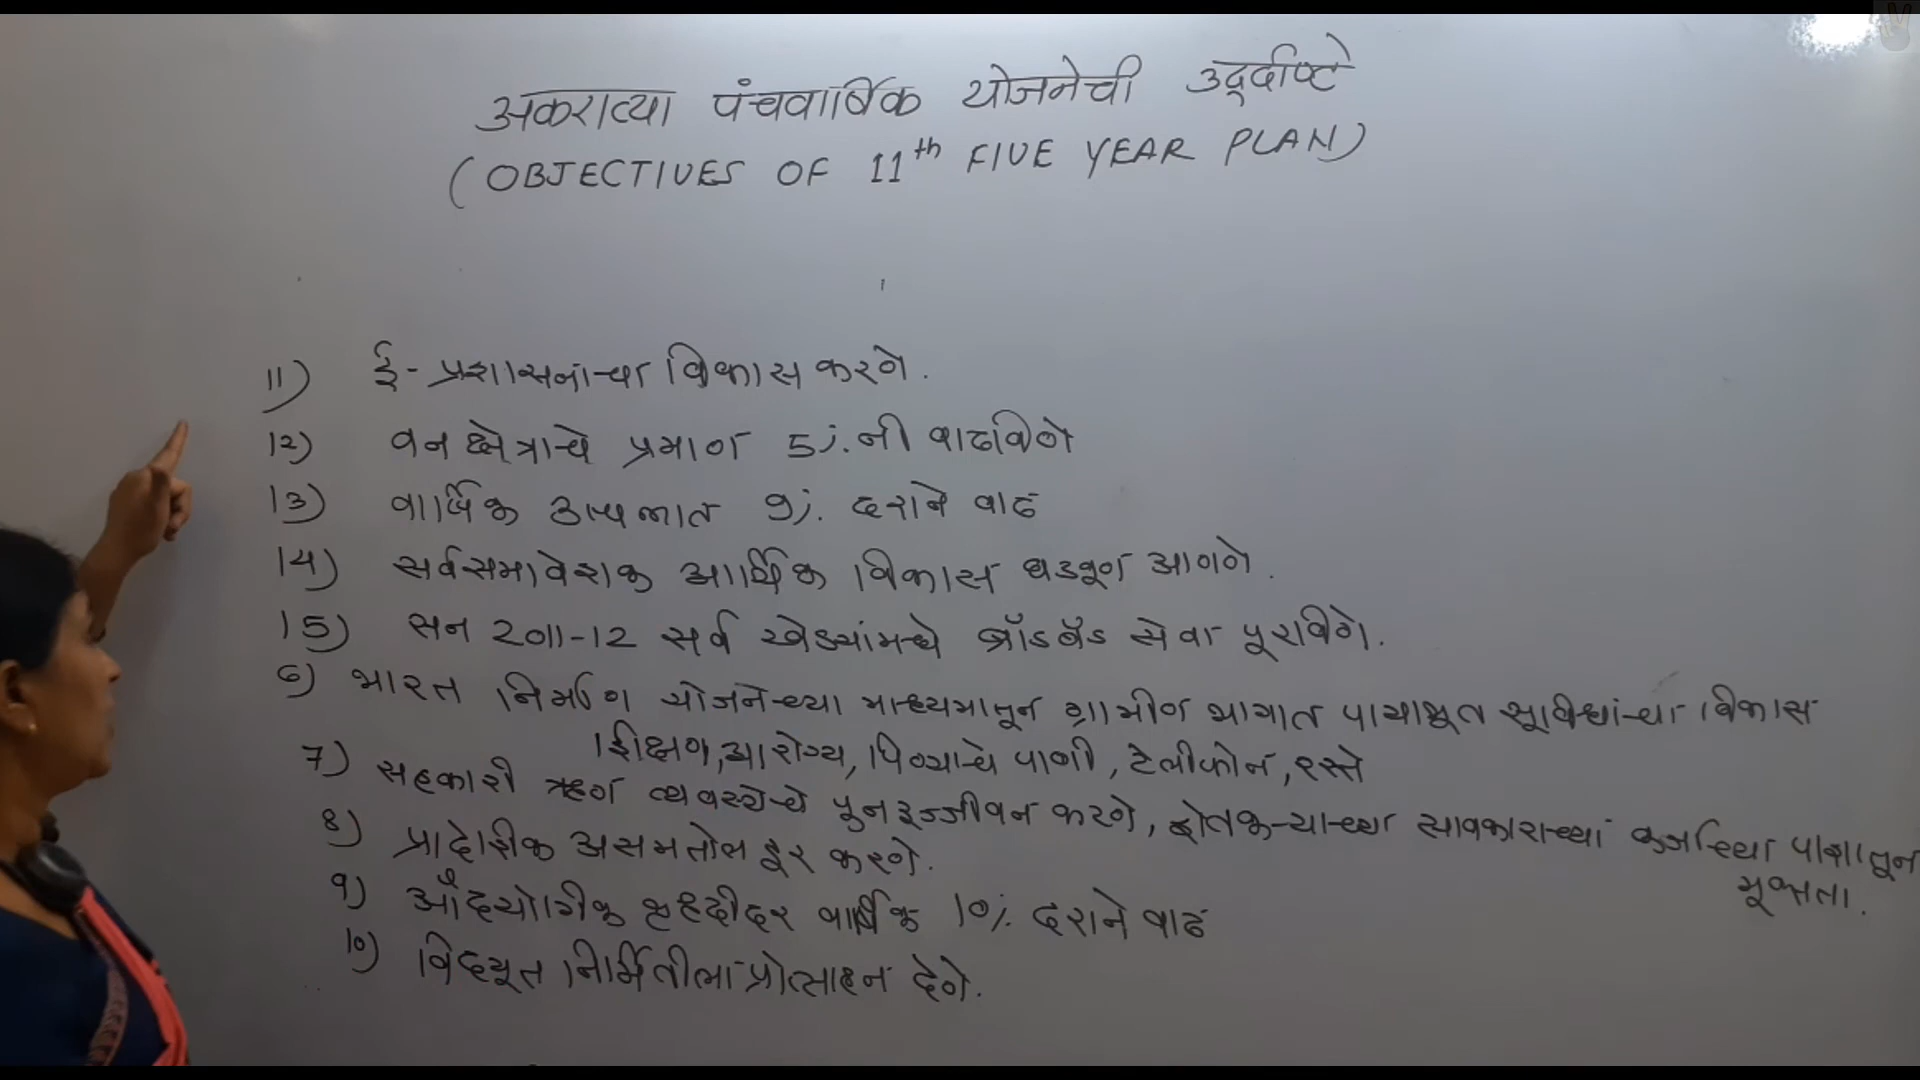 अकराव्या पंचवार्षिक योजनेची उद्दीष्टे
(OBJECTIVES OF 11th FIVE YEAR PLAN)
11) ई-प्रशासनाचा विकास करणे.
12) वन क्षेत्राचे प्रमाण 5%. नी वाढविणे
13) वार्षिक उत्पन्नात 9%. दराने वाढ
14) सर्वसमावेशक आर्थिक विकास घडवूण आणणे.
15) सन 2011-12 सर्व खेड्यांमध्ये ब्रॉडबॅंड सेवा पूरविणे.
6) भारत निर्माण योजनेच्या माध्यमातून ग्रामीण भागात पायाभूत सूविधांचा विकास
शिक्षण, आरोग्य, पिण्याचे पाणी, टेलीफोन, रस्ते
7) सहकारी ऋण व्यवस्थेचे पूनरूज्जीवन करणे, शेतकऱ्याच्या सावकाराच्या कर्जाच्या पाशातून
मूक्तता.
8) प्रादेशीक असमतोल दूर करणे.
9) औद्योगिक वृद्धीदर वार्षिक 10%. दराने वाढ
10) विद्यूत निर्मितीला प्रोत्साहन देणे.